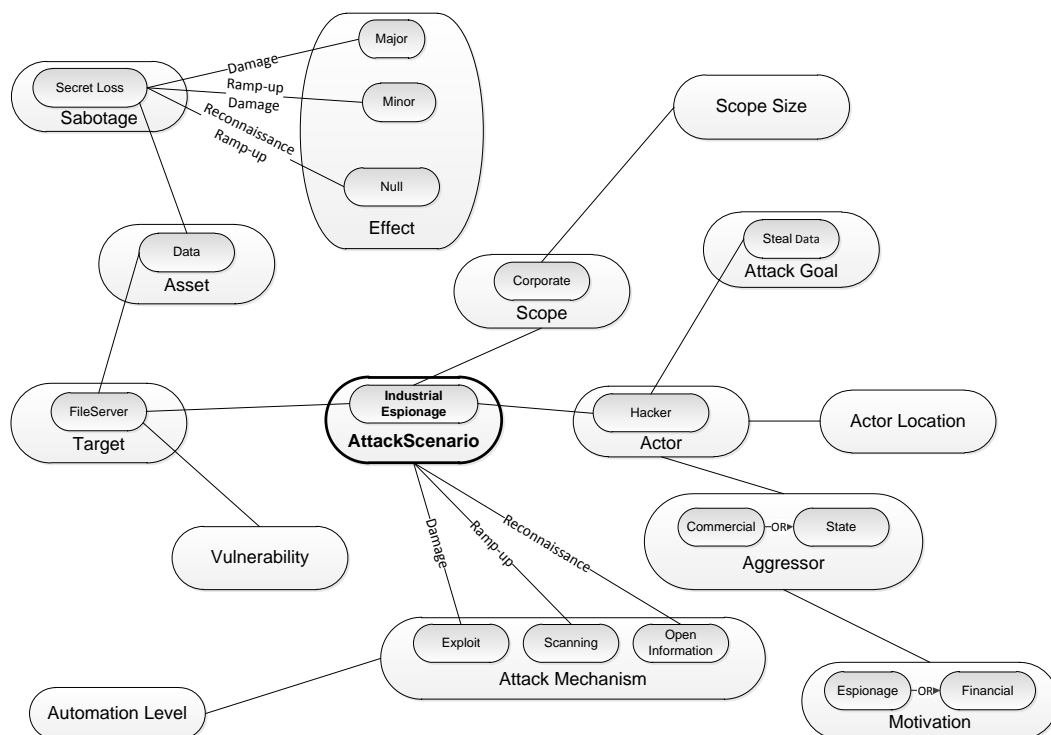 Major
Damage
Secret Loss
Sabotage
Ramp-up
Damage
Minor
Reconnaissance
Ramp-up
Null
Effect
Scope Size
Data
Asset
Steal Data
Attack Goal
Corporate
Scope
Industrial
Espionage
AttackScenario
FileServer
Target
Hacker
Actor
Actor Location
Vulnerability
Damage
Ramp-up
Reconnaissance
Commercial OR State
Aggressor
Exploit
Scanning
Open
Information
Attack Mechanism
Automation Level
Espionage OR Financial
Motivation